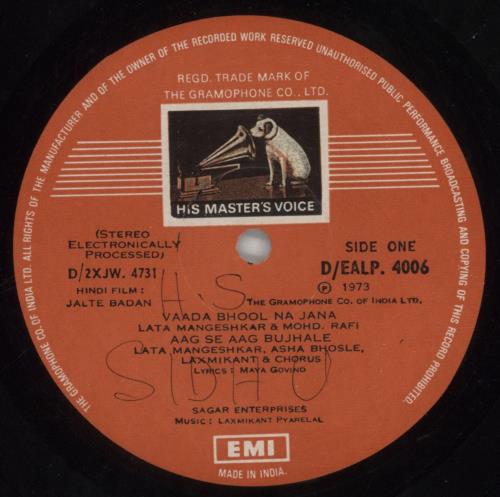 ALL RIGHTS OF THE MANUFACTURER AND OF THE OWNER OF THE RECORDED WORK RESERVED UNAUTHORISED PUBLIC PERFORMANCE BROADCASTING AND COPYING OF THIS RECORD PROHIBITED.
THE GRAMOPHONE CO. OF INDIA LTD.
REGD. TRADE MARK OF
THE GRAMOPHONE CO., LTD.
HIS MASTER'S VOICE
(STEREO
ELECTRONICALLY
PROCESSED)
D/2XJW. 4731
HINDI FILM:
JALTE BADAN
SIDE ONE
D/EALP. 4006
℗ 1973
THE GRAMOPHONE CO. OF INDIA LTD.
H.S
VAADA BHOOL NA JANA
LATA MANGESHKAR & MOHD. RAFI
AAG SE AAG BUJHALE
LATA MANGESHKAR, ASHA BHOSLE,
LAXMIKANT & CHORUS
LYRICS: MAYA GOVIND
SIDHU
SAGAR ENTERPRISES
MUSIC: LAXMIKANT PYARELAL
EMI
MADE IN INDIA.